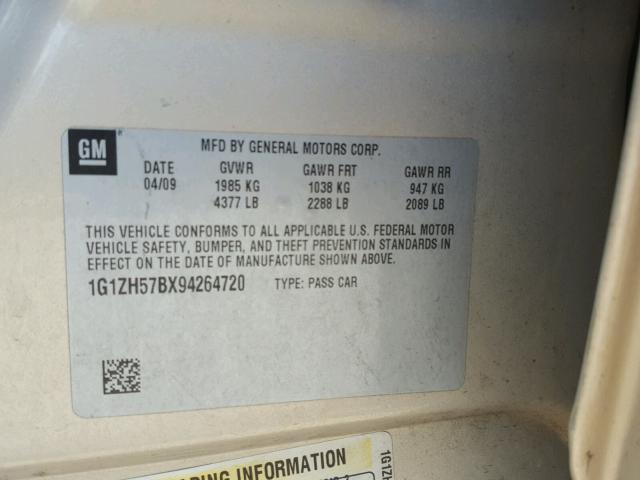 GM
MFD BY GENERAL MOTORS CORP.
DATE GVWR GAWR FRT GAWR RR
04/09 1985 KG 1038 KG 947 KG
4377 LB 2288 LB 2089 LB
THIS VEHICLE CONFORMS TO ALL APPLICABLE U.S. FEDERAL MOTOR
VEHICLE SAFETY, BUMPER, AND THEFT PREVENTION STANDARDS IN
EFFECT ON THE DATE OF MANUFACTURE SHOWN ABOVE.
1G1ZH57BX94264720 TYPE: PASS CAR
INFORMATION
1G1ZH